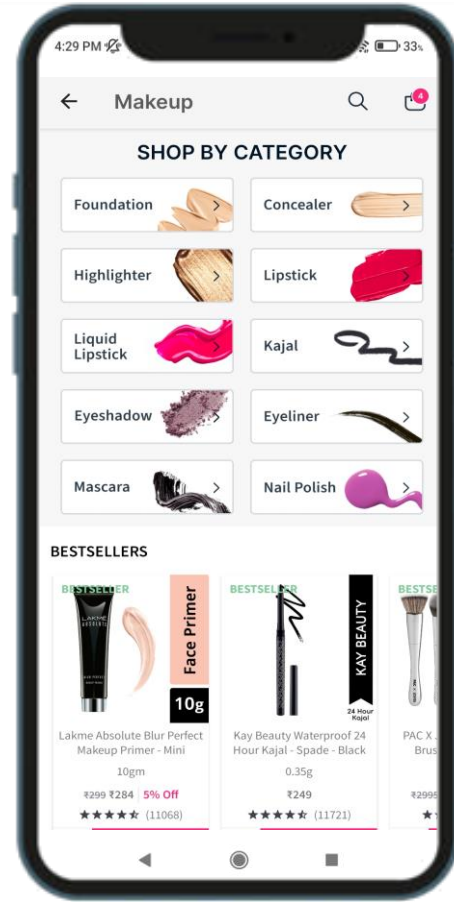 4:29 PM
33%
Makeup
4
SHOP BY CATEGORY
Foundation
Concealer
Highlighter
Lipstick
Liquid
Lipstick
Kajal
Eyeshadow
Eyeliner
Mascara
Nail Polish
BESTSELLERS
BESTSELLER
LAKMĒ
ABSOLUTE
Face Primer
10g
BESTSELLER
KAY BEAUTY
24 Hour
Kajal
BESTSE
Lakme Absolute Blur Perfect
Makeup Primer - Mini
10gm
₹299 ₹284 5% Off
(11068)
Kay Beauty Waterproof 24
Hour Kajal - Spade - Black
0.35g
₹249
(11721)
PAC X
Brus
₹2995